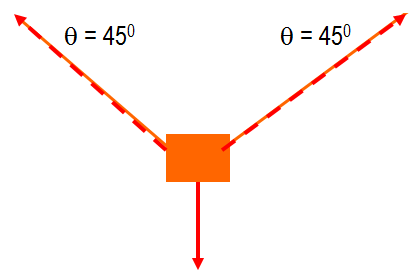 θ = 45⁰
θ = 45⁰